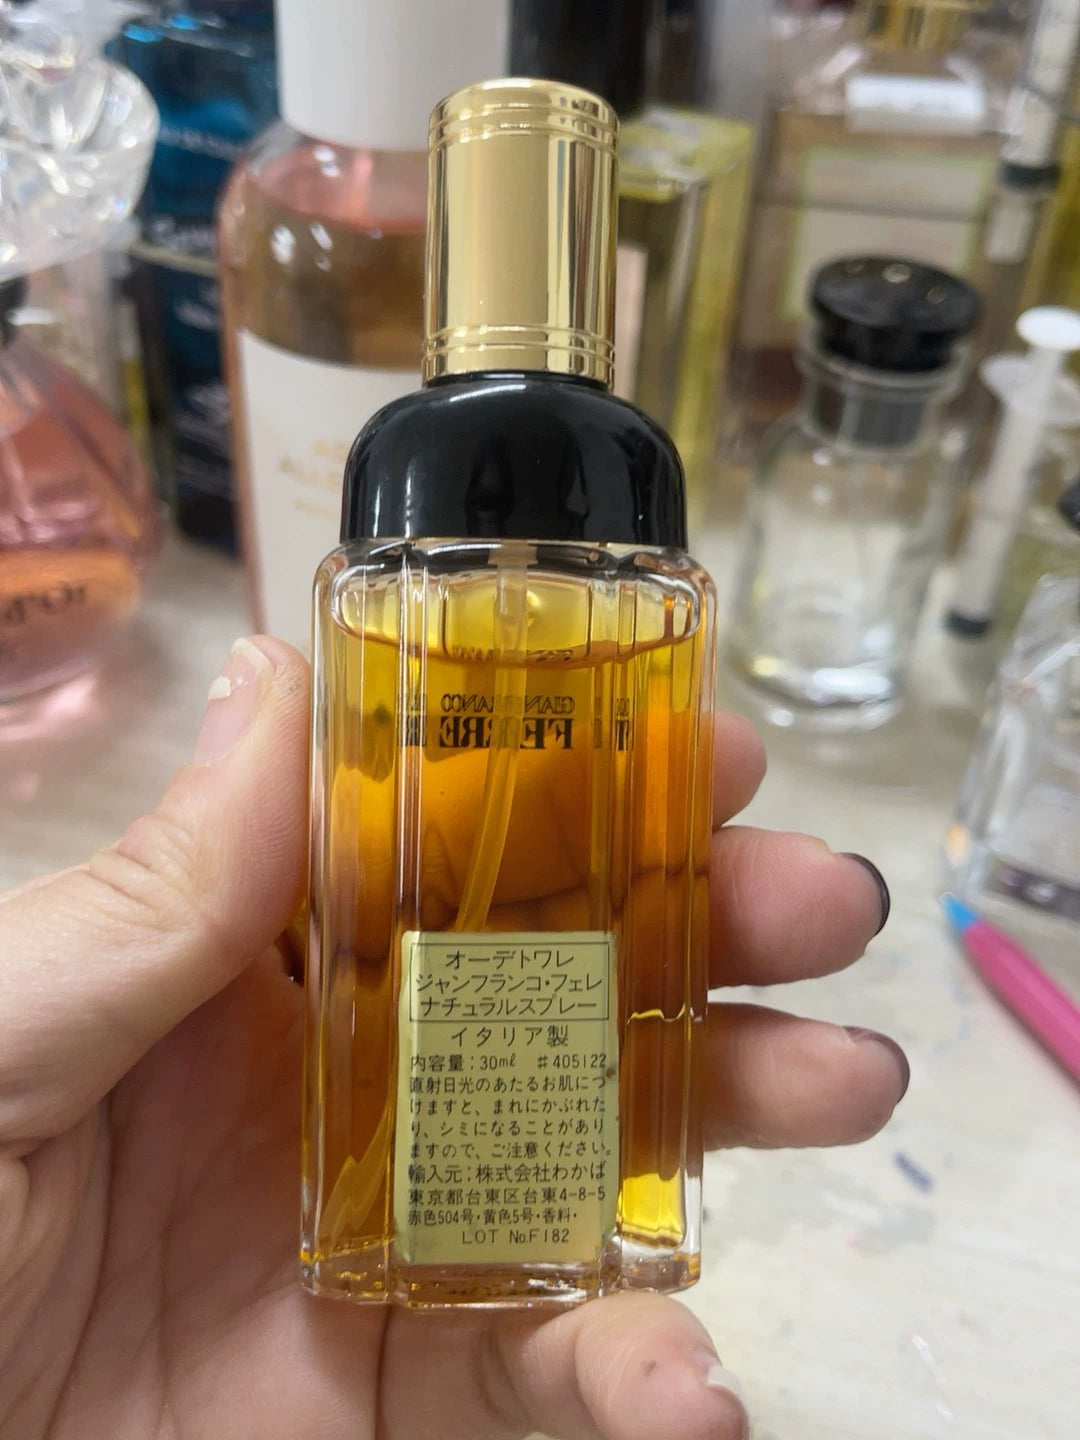 GIANFRANCO
FERRE
オーデトワレ
ジャンフランコ・フェレ
ナチュラルスプレー
イタリア製
内容量:30㎖ #405122
直射日光のあたるお肌につ
けますと、まれにかぶれた
り、シミになることがあり
ますので、ご注意ください。
輸入元:株式会社わかば
東京都台東区台東4-8-5
赤色504号・黄色5号・香料・
LOT No.F182